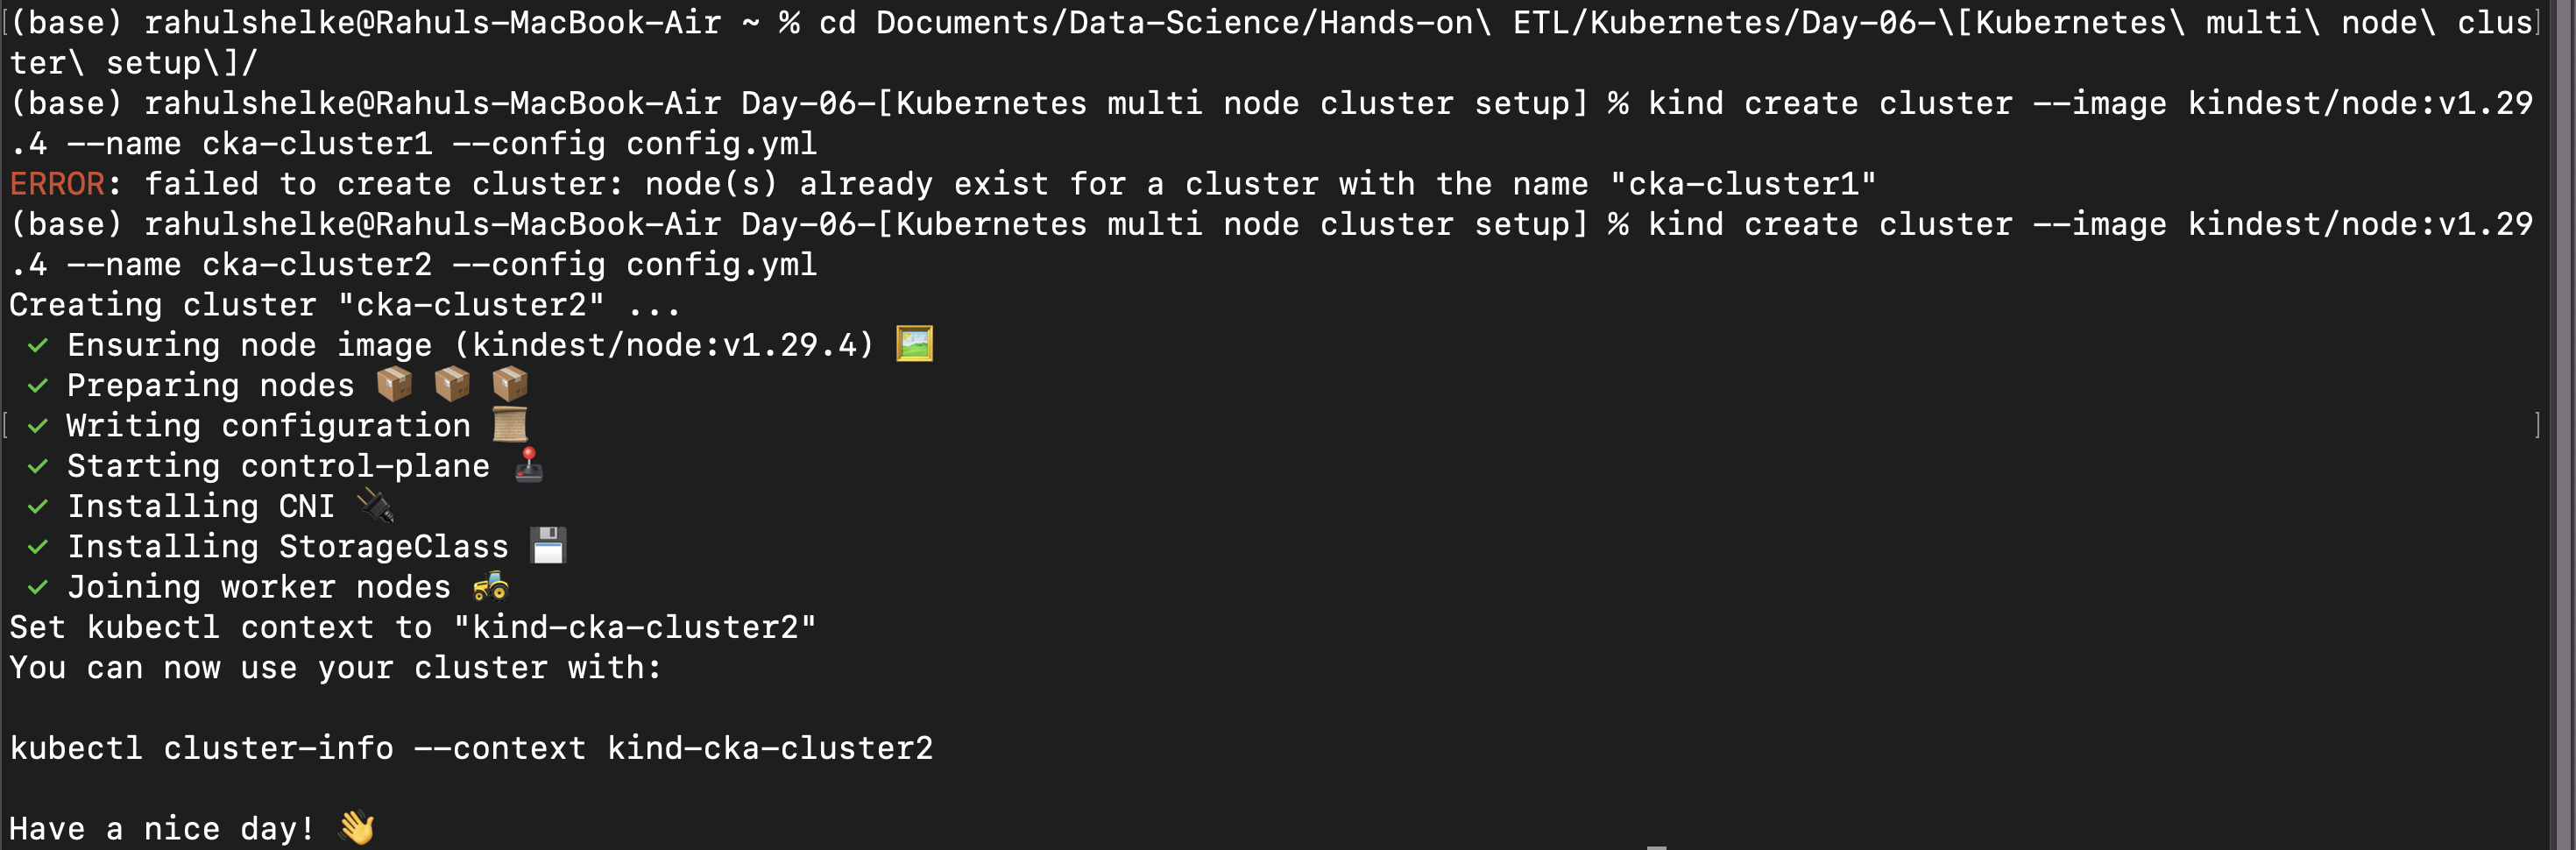 (base) rahulshelke@Rahuls-MacBook-Air ~ % cd Documents/Data-Science/Hands-on\ ETL/Kubernetes/Day-06-\[Kubernetes\ multi\ node\ clus
ter\ setup\]/
(base) rahulshelke@Rahuls-MacBook-Air Day-06-[Kubernetes multi node cluster setup] % kind create cluster --image kindest/node:v1.29
.4 --name cka-cluster1 --config config.yml
ERROR: failed to create cluster: node(s) already exist for a cluster with the name "cka-cluster1"
(base) rahulshelke@Rahuls-MacBook-Air Day-06-[Kubernetes multi node cluster setup] % kind create cluster --image kindest/node:v1.29
.4 --name cka-cluster2 --config config.yml
Creating cluster "cka-cluster2" ...
✓ Ensuring node image (kindest/node:v1.29.4) 🖼
✓ Preparing nodes 📦 📦 📦
✓ Writing configuration 📜
✓ Starting control-plane 🕹
✓ Installing CNI 🔌
✓ Installing StorageClass 💾
✓ Joining worker nodes 🚜
Set kubectl context to "kind-cka-cluster2"
You can now use your cluster with:
kubectl cluster-info --context kind-cka-cluster2
Have a nice day! 👋